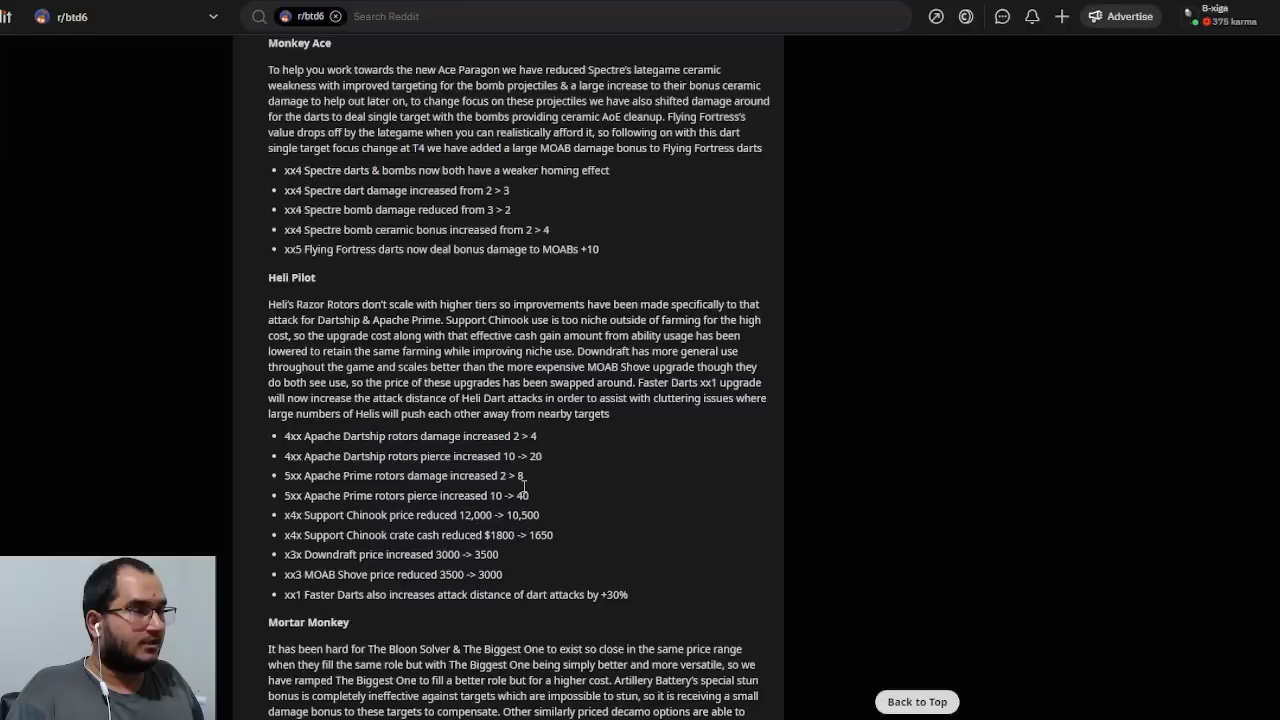 r/btd6
r/btd6
Search Reddit
Advertise
B-xiga
375 karma
Monkey Ace
To help you work towards the new Ace Paragon we have reduced Spectre's lategame ceramic
weakness with improved targeting for the bomb projectiles & a large increase to their bonus ceramic
damage to help out later on, to change focus on these projectiles we have also shifted damage around
for the darts to deal single target with the bombs providing ceramic AoE cleanup. Flying Fortress's
value drops off by the lategame when you can realistically afford it, so following on with this dart
single target focus change at T4 we have added a large MOAB damage bonus to Flying Fortress darts
• xx4 Spectre darts & bombs now both have a weaker homing effect
• xx4 Spectre dart damage increased from 2 > 3
• xx4 Spectre bomb damage reduced from 3 > 2
• xx4 Spectre bomb ceramic bonus increased from 2 > 4
• xx5 Flying Fortress darts now deal bonus damage to MOABs +10
Heli Pilot
Heli's Razor Rotors don't scale with higher tiers so improvements have been made specifically to that
attack for Dartship & Apache Prime. Support Chinook use is too niche outside of farming for the high
cost, so the upgrade cost along with that effective cash gain amount from ability usage has been
lowered to retain the same farming while improving niche use. Downdraft has more general use
throughout the game and scales better than the more expensive MOAB Shove upgrade though they
do both see use, so the price of these upgrades has been swapped around. Faster Darts xx1 upgrade
will now increase the attack distance of Heli Dart attacks in order to assist with cluttering issues where
large numbers of Helis will push each other away from nearby targets
• 4xx Apache Dartship rotors damage increased 2 > 4
• 4xx Apache Dartship rotors pierce increased 10 -> 20
• 5xx Apache Prime rotors damage increased 2 > 8
• 5xx Apache Prime rotors pierce increased 10 -> 40
• x4x Support Chinook price reduced 12,000 -> 10,500
• x4x Support Chinook crate cash reduced $1800 -> 1650
• x3x Downdraft price increased 3000 -> 3500
• xx3 MOAB Shove price reduced 3500 -> 3000
• xx1 Faster Darts also increases attack distance of dart attacks by +30%
Mortar Monkey
It has been hard for The Bloon Solver & The Biggest One to exist so close in the same price range
when they fill the same role but with The Biggest One being simply better and more versatile, so we
have ramped The Biggest One to fill a better role but for a higher cost. Artillery Battery's special stun
bonus is completely ineffective against targets which are impossible to stun, so it is receiving a small
damage bonus to these targets to compensate. Other similarly priced decamo options are able to
Back to Top